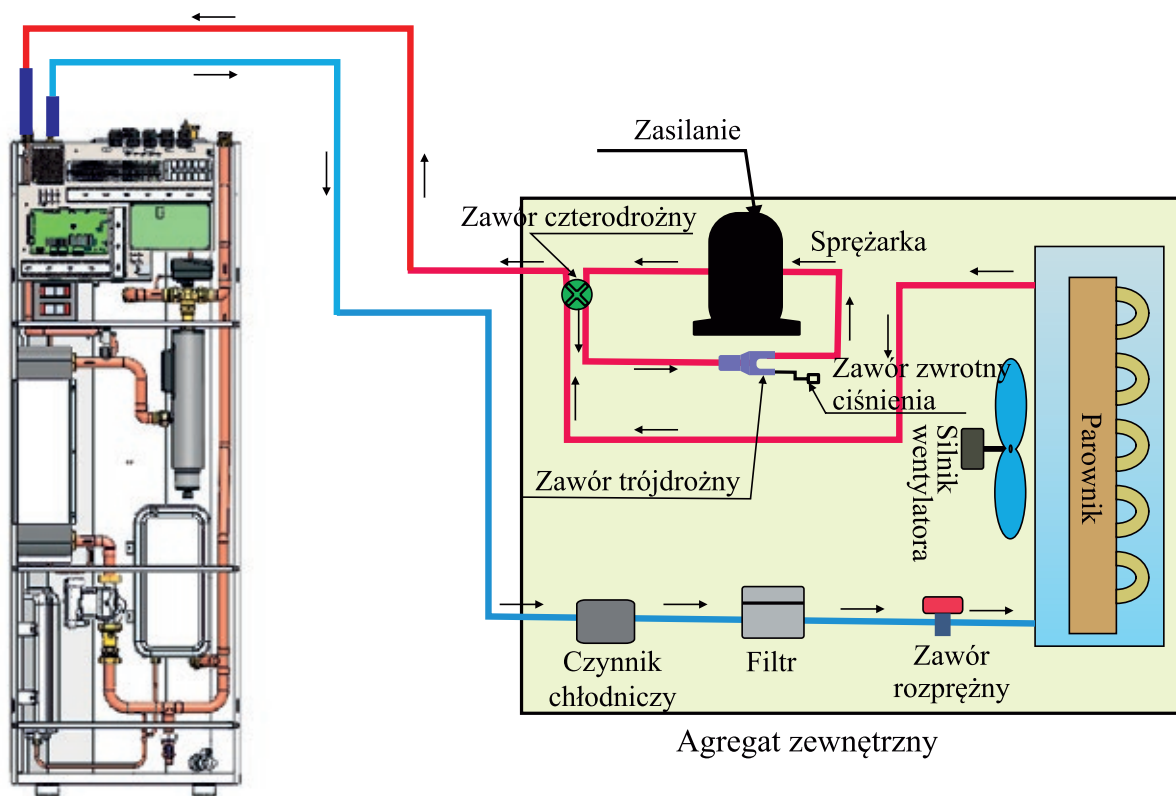 Zasilanie
Zawór czterodrożny
Sprężarka
Zawór zwrotny
ciśnienia
Silnik
wentylatora
Parownik
Zawór trójdrożny
Czynnik
chłodniczy
Filtr
Zawór
rozprężny
Agregat zewnętrzny